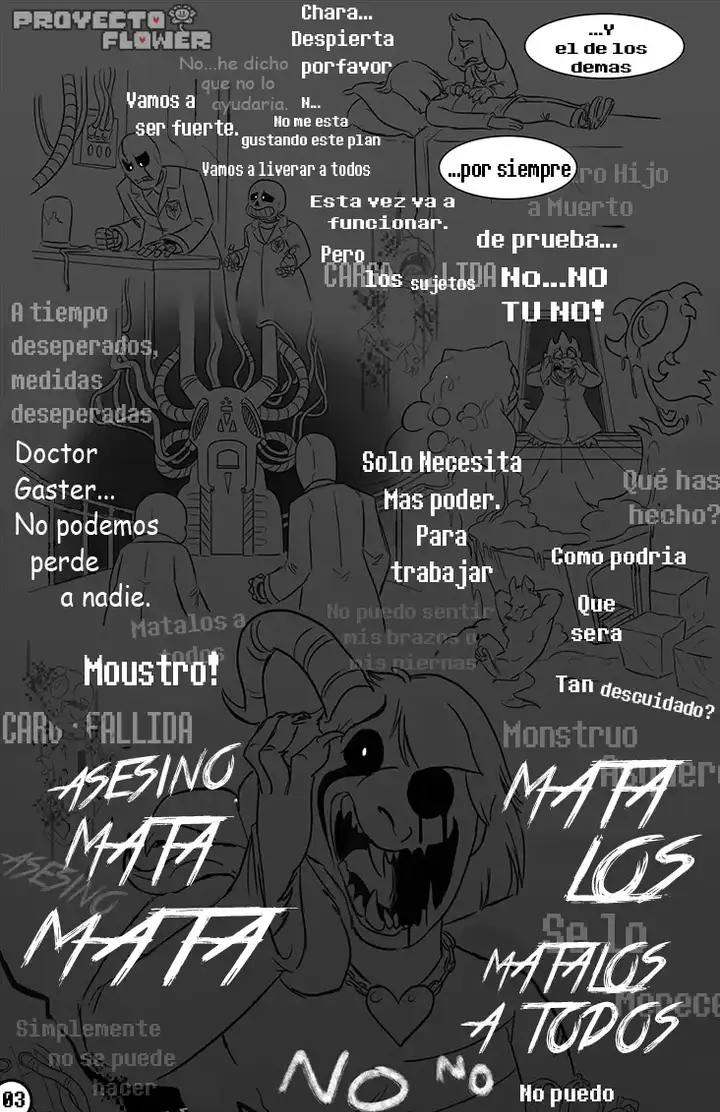 PROYECTO
FLOWER
Chara...
Despierta
porfavor
...Y
el de los
demas
No...he dicho
que no lo
ayudaria.
Vamos a
ser fuerte.
N...
No me esta
gustando este plan
Vamos a liverar a todos
...por siempre
ro Hijo
a Muerto
Esta vez va a
funcionar.
de prueba...
Pero
los sujetos
CARGA LLIDA
No...NO
TU NO!
A tiempo
deseperados,
medidas
deseperadas
Doctor
Gaster...
No podemos
perde
a nadie.
Solo Necesita
Mas poder.
Para
trabajar
Qué has
hecho?
Como podria
Que
sera
Tan descuidado?
No puedo sentir
mis brazos o
mis piernas
Matalos a
todos
Moustro!
CARG FALLIDA
Monstruo
ASESINO.
MATA
MATA
ASESINO
MATA
LOS
Se lo
Merece
MATALOS
A TODOS
Simplemente
no se puede
hacer
NO NO
No puedo
03